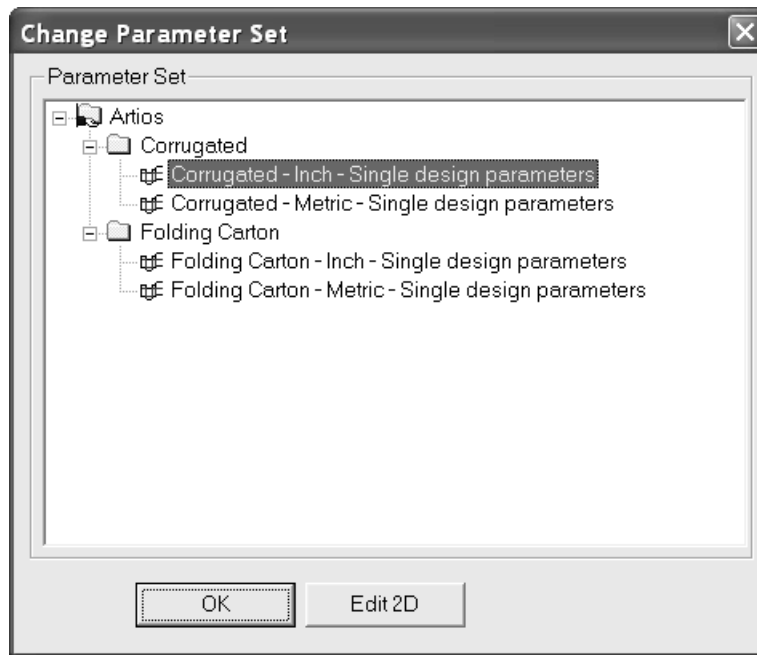 Change Parameter Set
Parameter Set
Artios
Corrugated
Corrugated - Inch - Single design parameters
Corrugated - Metric - Single design parameters
Folding Carton
Folding Carton - Inch - Single design parameters
Folding Carton - Metric - Single design parameters
OK Edit 2D